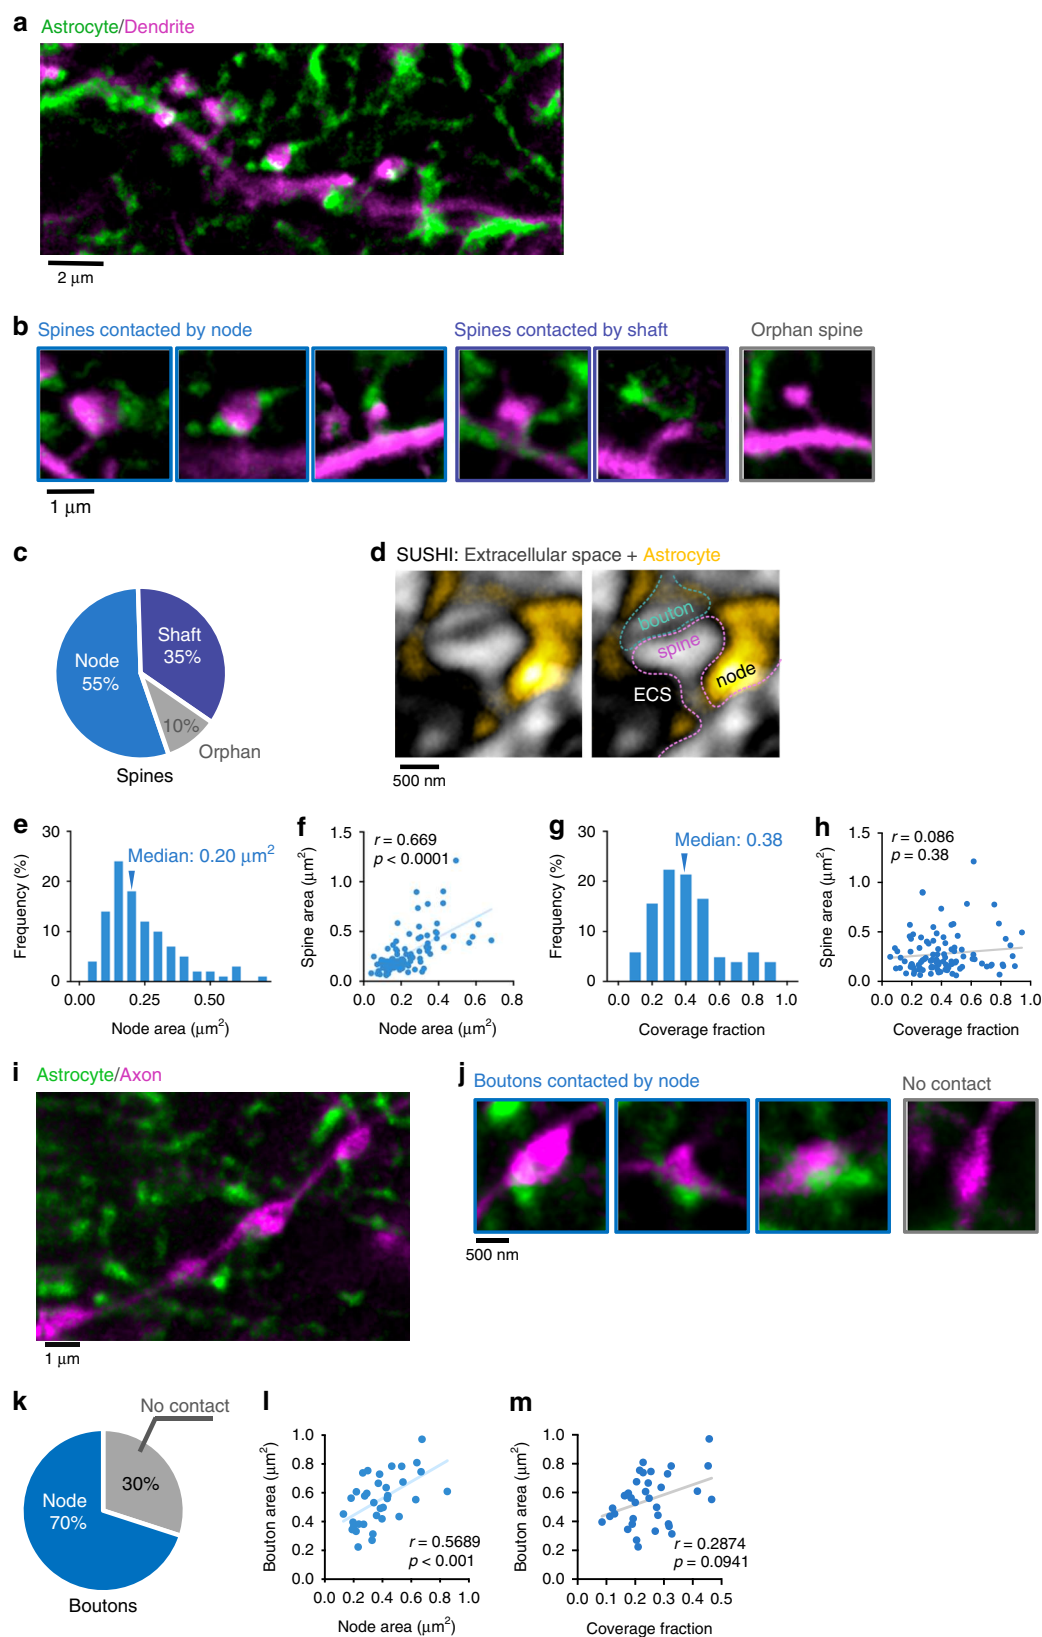 a Astrocyte/Dendrite
2 μm
b Spines contacted by node
Spines contacted by shaft
Orphan spine
1 μm
c
Node
55%
Shaft
35%
10%
Orphan
Spines
d SUSHI: Extracellular space + Astrocyte
bouton
spine
node
ECS
500 nm
e
Frequency (%)
30
20
10
0
Median: 0.20 μm²
0.00 0.25 0.50
Node area (μm²)
f
Spine area (μm²)
1.5
1.0
0.5
0.0
r = 0.669
p < 0.0001
0.0 0.2 0.4 0.6 0.8
Node area (μm²)
g
Frequency (%)
30
20
10
0
Median: 0.38
0.0 0.2 0.4 0.6 0.8 1.0
Coverage fraction
h
Spine area (μm²)
1.5
1.0
0.5
0.0
r = 0.086
p = 0.38
0.0 0.2 0.4 0.6 0.8 1.0
Coverage fraction
i Astrocyte/Axon
1 μm
j Boutons contacted by node
No contact
500 nm
k
No contact
30%
Node
70%
Boutons
l
Bouton area (μm²)
1.0
0.8
0.6
0.4
0.2
0.0
r = 0.5689
p < 0.001
0.0 0.2 0.4 0.6 0.8 1.0
Node area (μm²)
m
Bouton area (μm²)
1.0
0.8
0.6
0.4
0.2
0.0
r = 0.2874
p = 0.0941
0.0 0.1 0.2 0.3 0.4 0.5
Coverage fraction